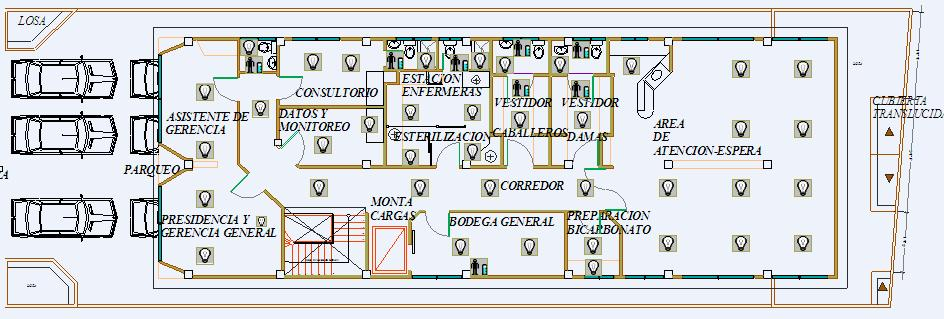 LOSA
CONSULTORIO
ESTACION
ENFERMERAS
ASISTENTE DE
GERENCIA
DATOS Y
MONITOREO
VESTIDOR
VESTIDOR
CABALLEROS
DAMAS
ESTERILIZACION
AREA
DE
ATENCION-ESPERA
CUBIERTA
TRANSLUCIDA
PARQUEO
CORREDOR
MONTA
CARGAS
PRESIDENCIA Y
GERENCIA GENERAL
BODEGA GENERAL
PREPARACION
BICARBONATO